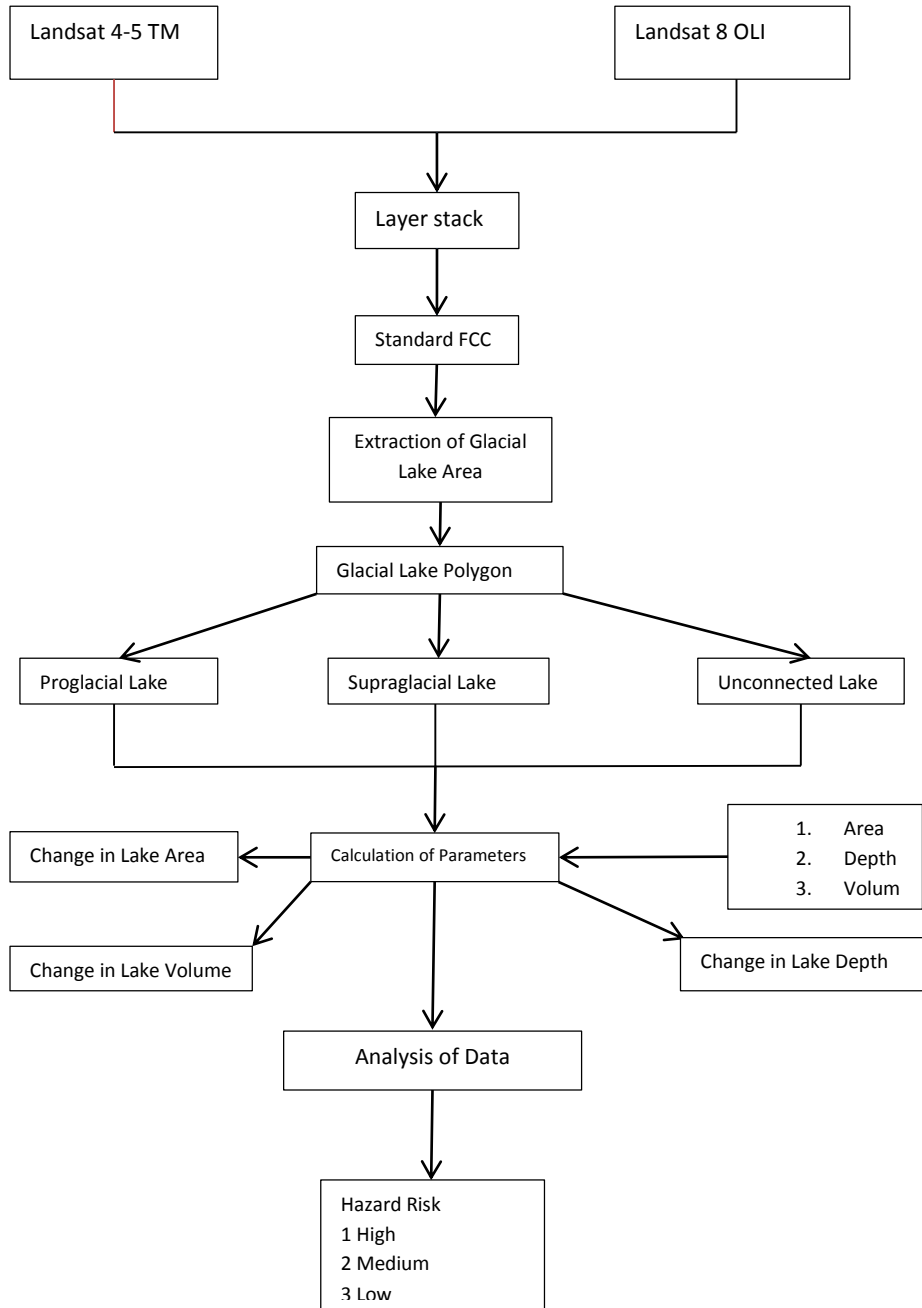 Landsat 4-5 TM
Landsat 8 OLI
Layer stack
Standard FCC
Extraction of Glacial
Lake Area
Glacial Lake Polygon
Proglacial Lake
Supraglacial Lake
Unconnected Lake
Change in Lake Area
Calculation of Parameters
1. Area
2. Depth
3. Volum
Change in Lake Volume
Change in Lake Depth
Analysis of Data
Hazard Risk
1 High
2 Medium
3 Low